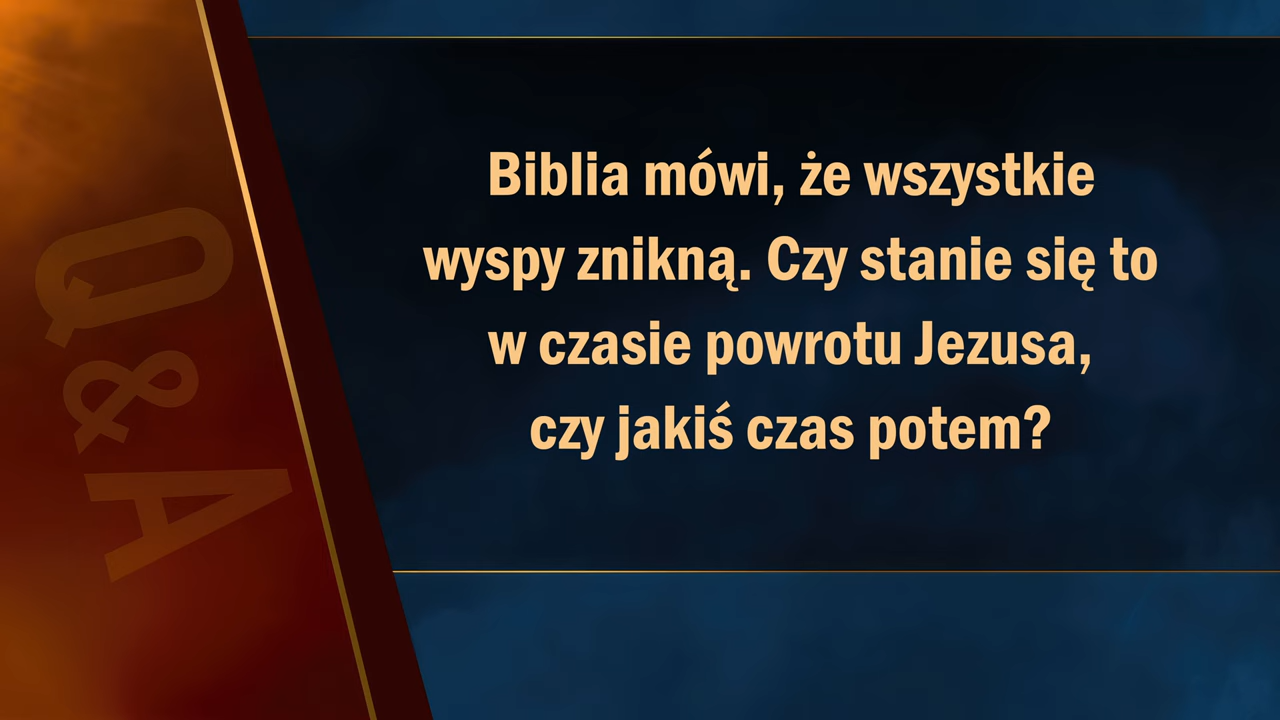 Q&A
Biblia mówi, że wszystkie
wyspy znikną. Czy stanie się to
w czasie powrotu Jezusa,
czy jakiś czas potem?